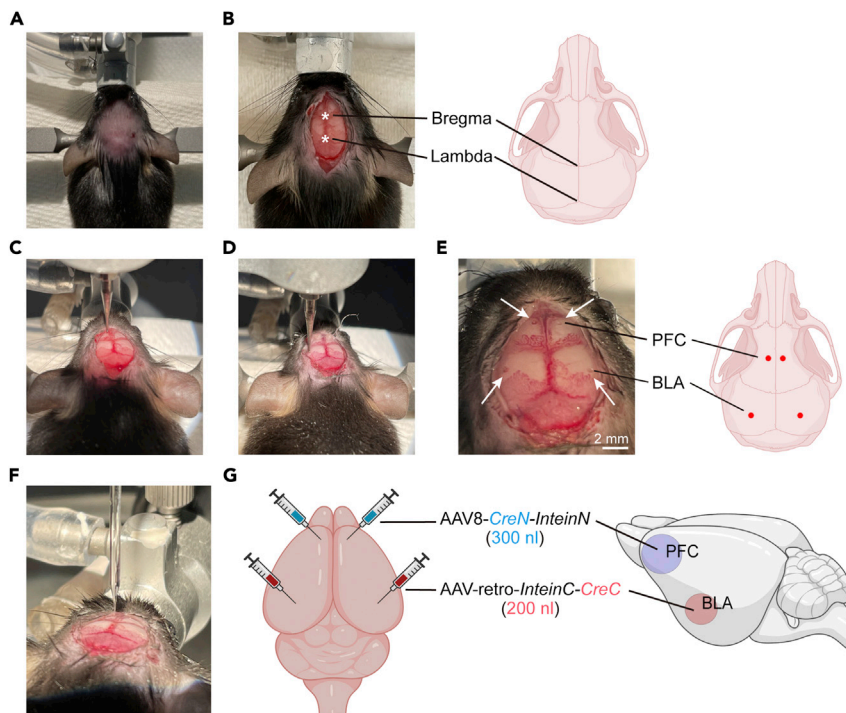 A
B
Bregma
Lambda
C
D
E
PFC
BLA
2 mm
F
G
AAV8-CreN-InteinN
(300 nl)
AAV-retro-InteinC-CreC
(200 nl)
PFC
BLA